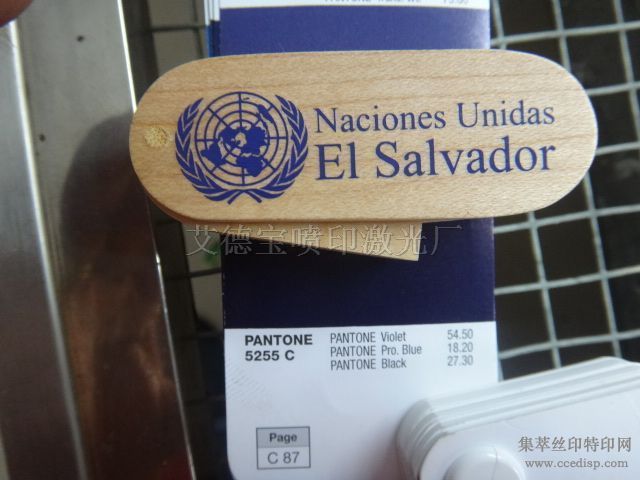 Naciones Unidas
El Salvador
艾德宝喷印激光厂
PANTONE
5255 C
PANTONE Violet 54.50
PANTONE Pro. Blue 18.20
PANTONE Black 27.30
Page
C 87
集萃丝印特印网
www.ccedisp.com